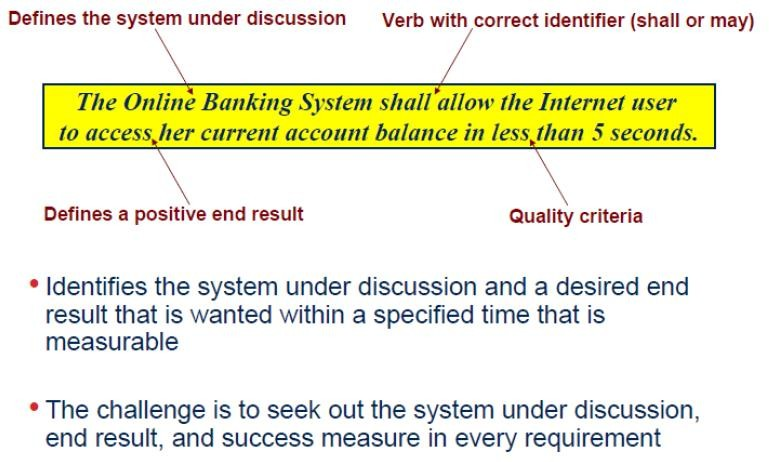 Defines the system under discussion
Verb with correct identifier (shall or may)
The Online Banking System shall allow the Internet user
to access her current account balance in less than 5 seconds.
Defines a positive end result
Quality criteria
• Identifies the system under discussion and a desired end
result that is wanted within a specified time that is
measurable
• The challenge is to seek out the system under discussion,
end result, and success measure in every requirement